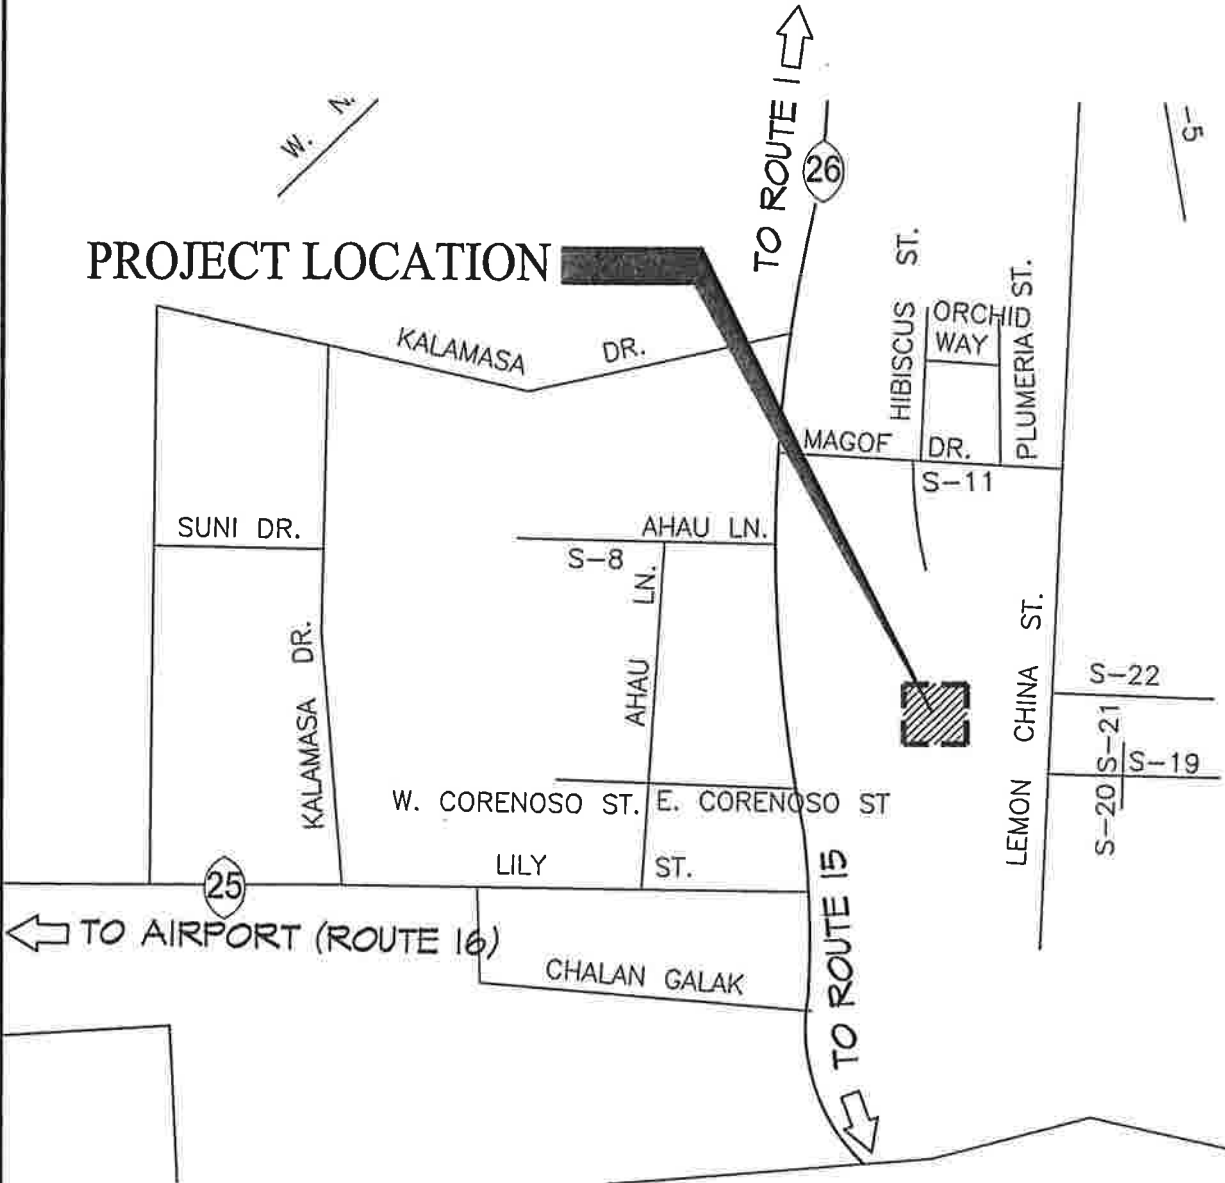 TO ROUTE 1
26
W. N.
-5
PROJECT LOCATION
HIBISCUS ST.
ORCHID
WAY
PLUMERIA ST.
KALAMASA DR.
MAGOF DR.
S-11
SUNI DR.
AHAU LN.
S-8
AHAU LN.
KALAMASA DR.
LEMON CHINA ST.
S-22
S-21
S-20
S-19
W. CORENOSO ST.
E. CORENOSO ST
LILY ST.
25
TO AIRPORT (ROUTE 16)
CHALAN GALAK
TO ROUTE 15